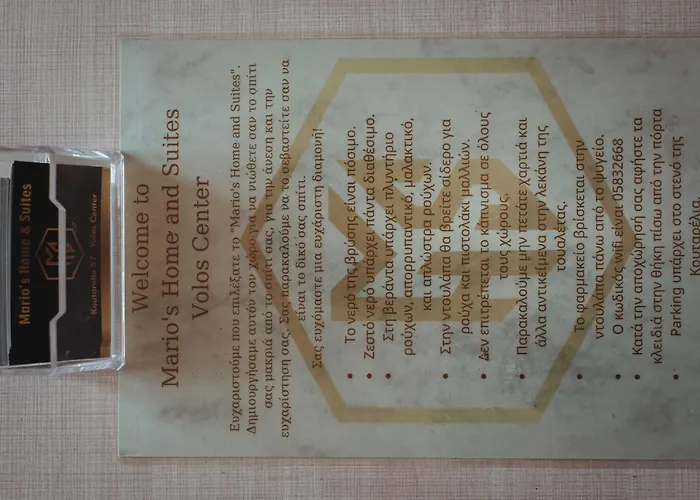 Mario's Home & Suites
Koutarelia 57 Volos Center
Welcome to
Mario's Home and Suites
Volos Center
Ευχαριστούμε που επιλέξατε το "Mario's Home and Suites".
Δημιουργήσαμε αυτόν τον χώρο για να νιώθετε σαν το σπίτι
σας μακριά από το σπίτι σας, για την άνεση και την
ευχαρίστηση σας. Σας παρακαλούμε να το σεβαστείτε σαν να
είναι το δικό σας σπίτι.
Σας ευχόμαστε μια ευχάριστη διαμονή!
• Το νερό της βρύσης είναι πόσιμο.
• Ζεστό νερό υπάρχει πάντα διαθέσιμο.
• Στη βεράντα υπάρχει πλυντήριο
ρούχων, απορρυπαντικό, μαλακτικό,
και απλώστρα ρούχων.
• Στην ντουλάπα θα βρείτε σίδερο για
ρούχα και πιστολάκι μαλλιών.
• Δεν επιτρέπεται το κάπνισμα σε όλους
τους χώρους.
• Παρακαλούμε μην πετάτε χαρτιά και
άλλα αντικείμενα στην λεκάνη της
τουαλέτας.
• Το φαρμακείο βρίσκεται στην
ντουλάπα πάνω από το ψυγείο.
• Ο κωδικός wifi είναι 05832668
• Κατά την αποχώρησή σας αφήστε τα
κλειδιά στην θήκη πίσω από την πόρτα
• Parking υπάρχει στο στενό της